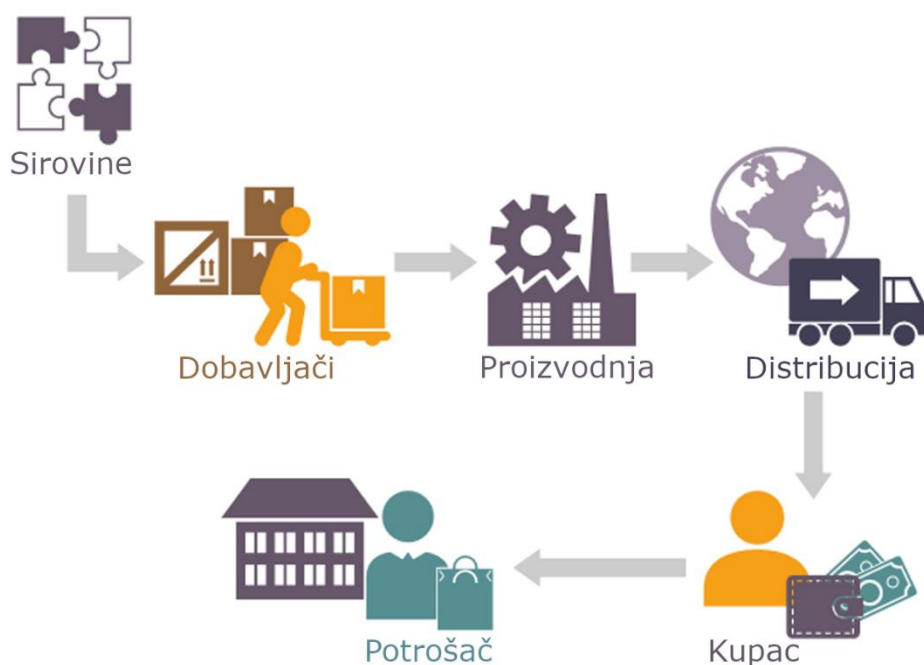 Sirovine
Dobavljači
Proizvodnja
Distribucija
Kupac
Potrošač